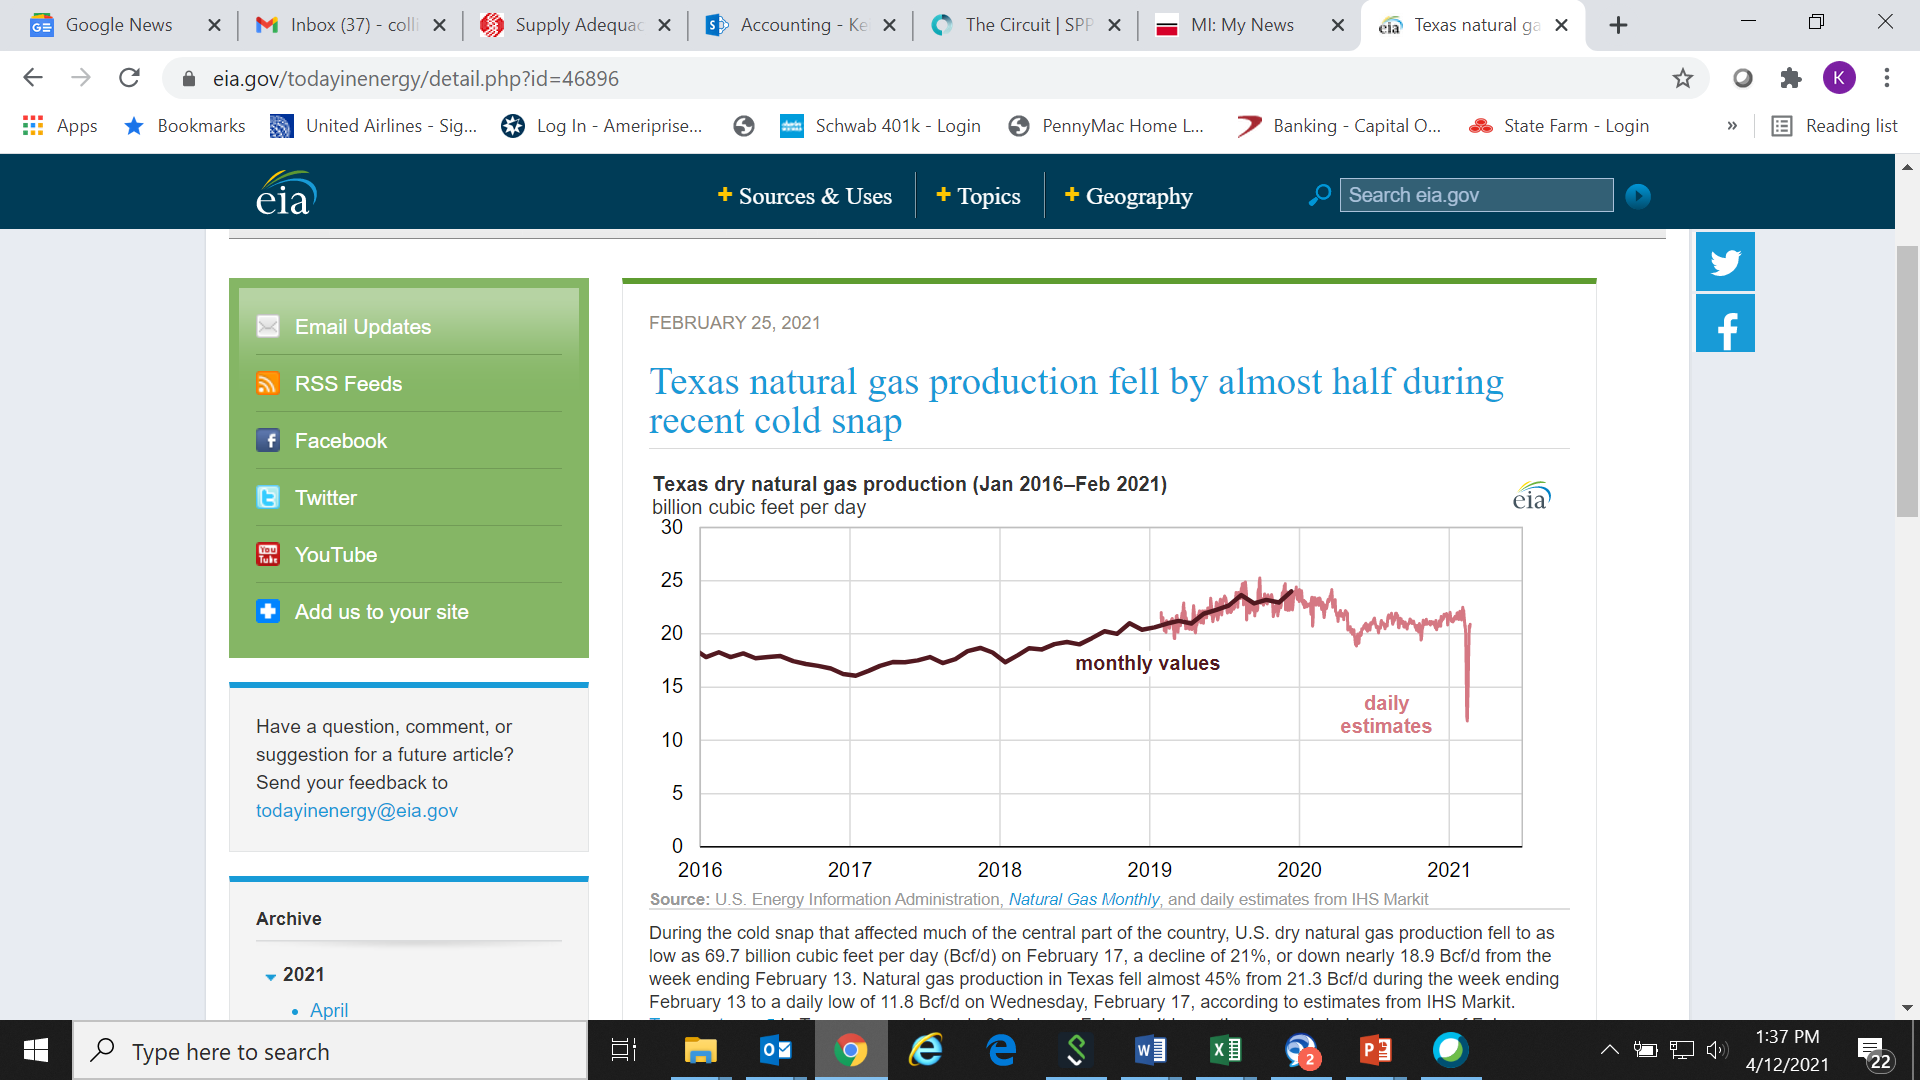 Google News
Inbox (37) - colli
Supply Adequac
Accounting - Ke
The Circuit | SPP
MI: My News
Texas natural ga
eia.gov/todayinenergy/detail.php?id=46896
K
Apps
Bookmarks
United Airlines - Sig...
Log In - Ameriprise...
Schwab 401k - Login
PennyMac Home L...
Banking - Capital O...
State Farm - Login
»
Reading list
eia
+ Sources & Uses
+ Topics
+ Geography
Search eia.gov
Email Updates
RSS Feeds
Facebook
Twitter
YouTube
Add us to your site
Have a question, comment, or
suggestion for a future article?
Send your feedback to
todayinenergy@eia.gov
Archive
2021
• April
FEBRUARY 25, 2021
Texas natural gas production fell by almost half during
recent cold snap
Texas dry natural gas production (Jan 2016–Feb 2021)
billion cubic feet per day
eia
30
25
20
15
10
5
0
monthly values
daily
estimates
2016 2017 2018 2019 2020 2021
Source: U.S. Energy Information Administration, Natural Gas Monthly, and daily estimates from IHS Markit
During the cold snap that affected much of the central part of the country, U.S. dry natural gas production fell to as
low as 69.7 billion cubic feet per day (Bcf/d) on February 17, a decline of 21%, or down nearly 18.9 Bcf/d from the
week ending February 13. Natural gas production in Texas fell almost 45% from 21.3 Bcf/d during the week ending
February 13 to a daily low of 11.8 Bcf/d on Wednesday, February 17, according to estimates from IHS Markit.
Type here to search
2
1:37 PM
4/12/2021
22